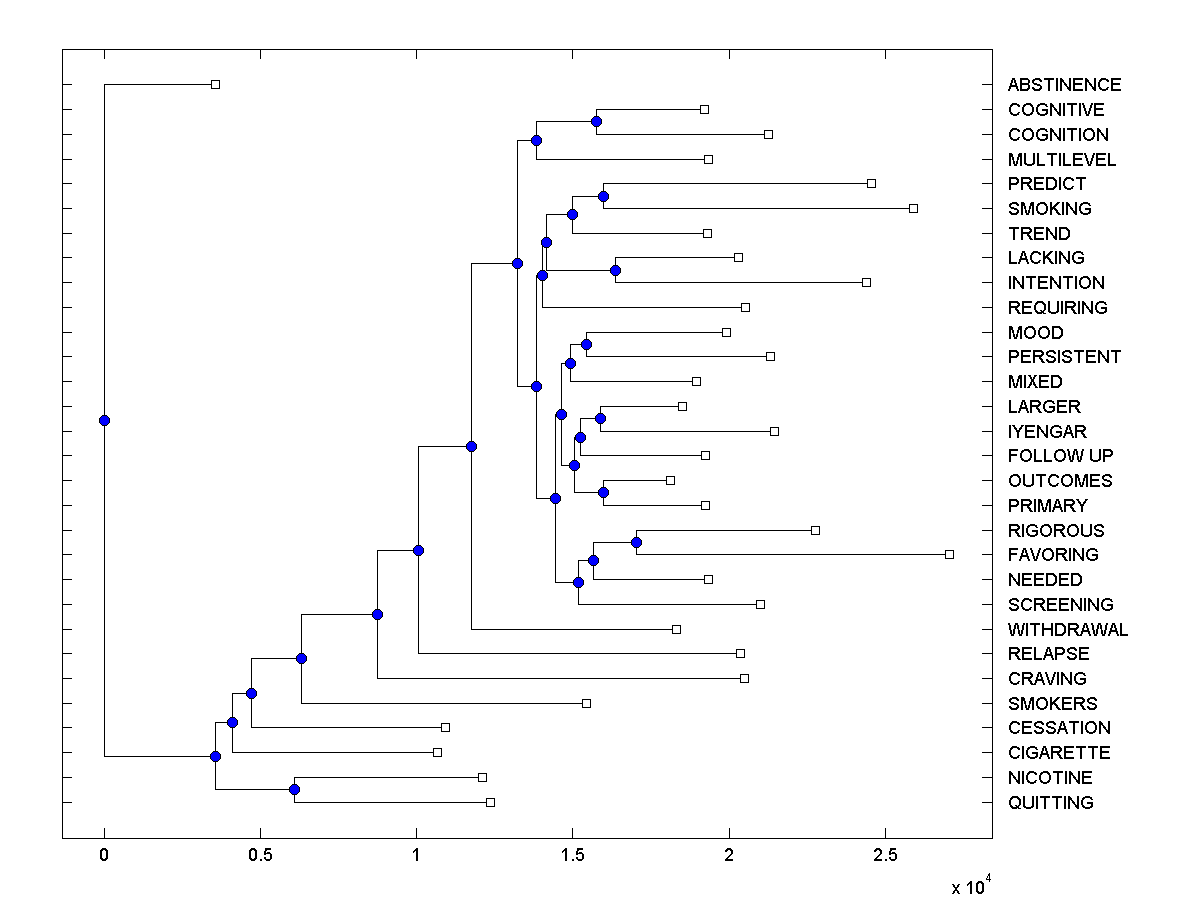 ABSTINENCE
COGNITIVE
COGNITION
MULTILEVEL
PREDICT
SMOKING
TREND
LACKING
INTENTION
REQUIRING
MOOD
PERSISTENT
MIXED
LARGER
IYENGAR
FOLLOW UP
OUTCOMES
PRIMARY
RIGOROUS
FAVORING
NEEDED
SCREENING
WITHDRAWAL
RELAPSE
CRAVING
SMOKERS
CESSATION
CIGARETTE
NICOTINE
QUITTING
0 0.5 1 1.5 2 2.5
x 10^4